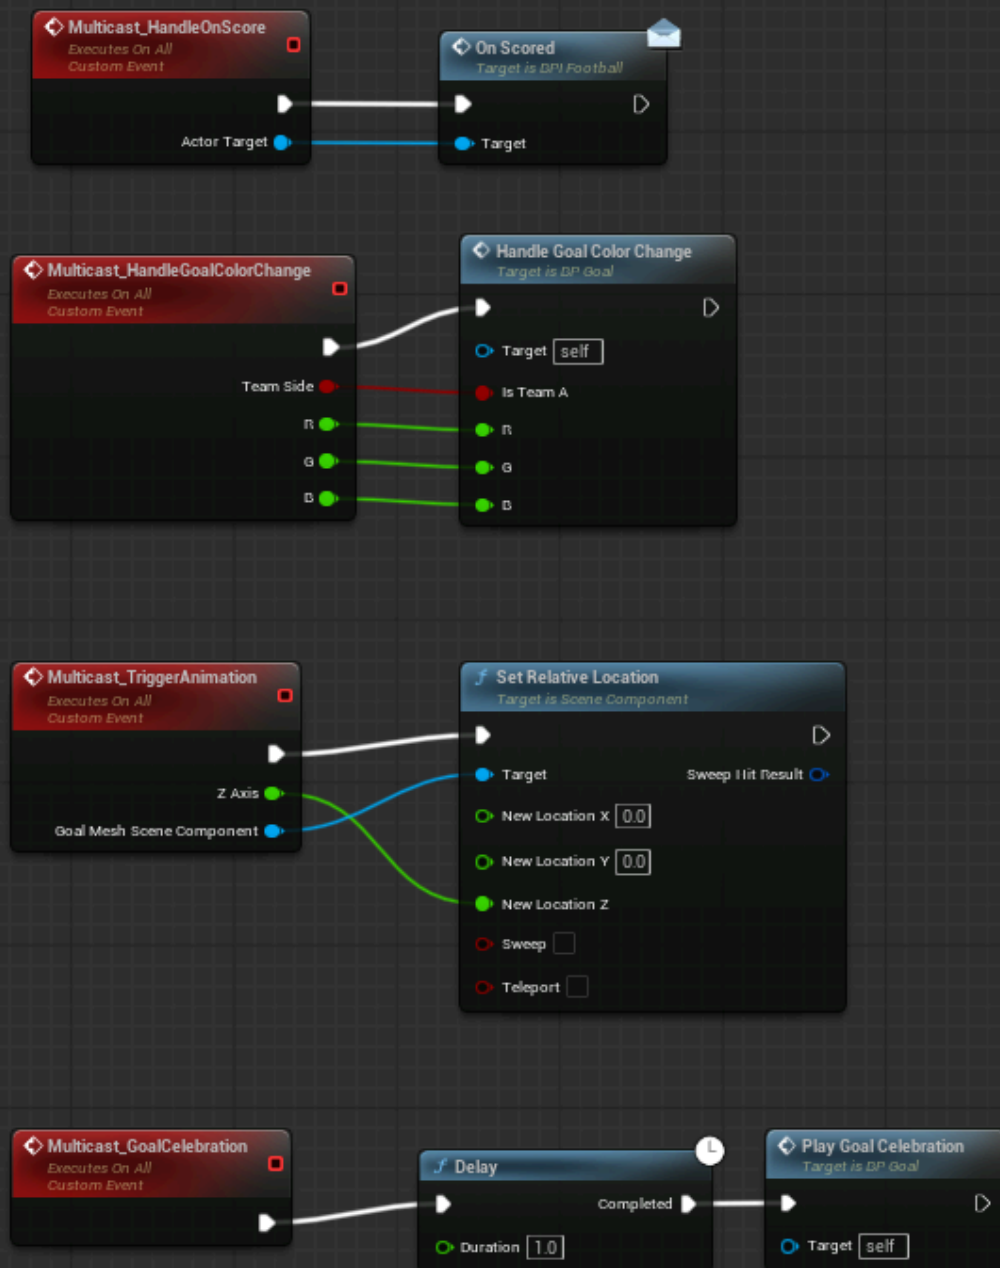 Multicast_HandleOnScore
Executes On All
Custom Event
Actor Target
On Scored
Target is DPI Football
Target
Multicast_HandleGoalColorChange
Executes On All
Custom Event
Team Side
R
G
B
Handle Goal Color Change
Target is DP Goal
Target self
Is Team A
R
G
B
Multicast_TriggerAnimation
Executes On All
Custom Event
Z Axis
Goal Mesh Scene Component
f Set Relative Location
Target is Scene Component
Target Sweep Hit Result
New Location X 0.0
New Location Y 0.0
New Location Z
Sweep
Teleport
Multicast_GoalCelebration
Executes On All
Custom Event
f Delay
Completed
Duration 1.0
Play Goal Celebration
Target is DP Goal
Target self